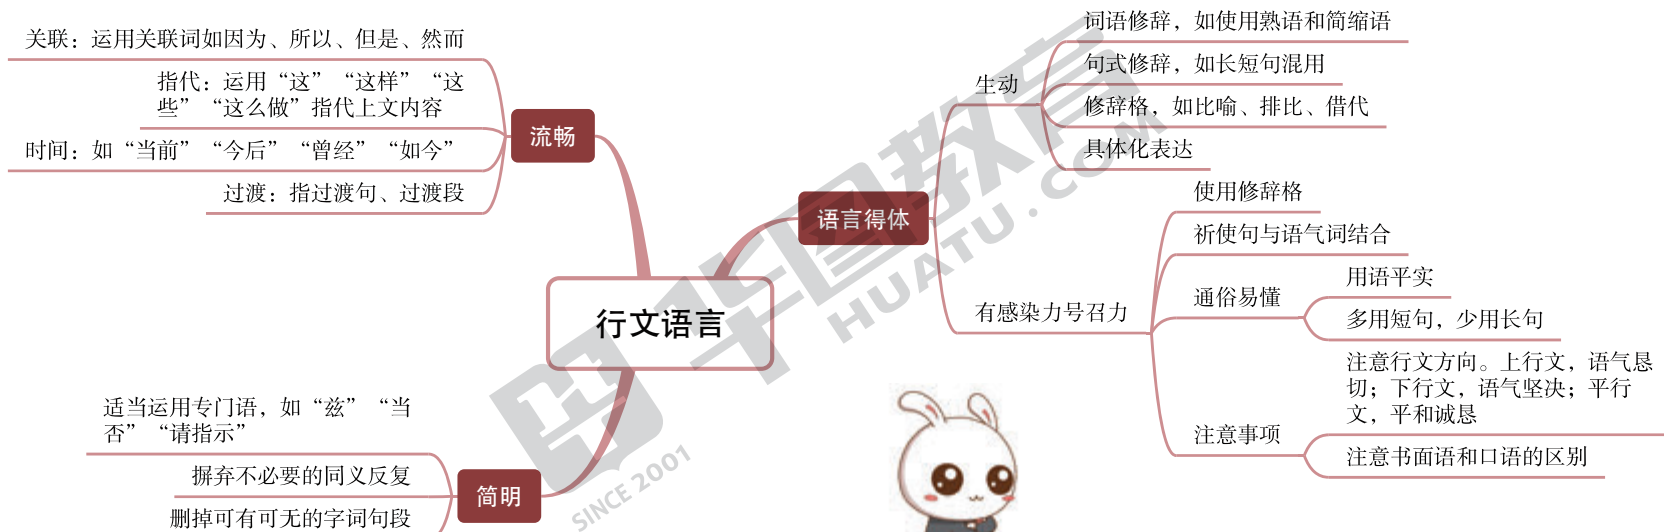 关联：运用关联词如因为、所以、但是、然而
指代：运用“这”“这样”“这
些”“这么做”指代上文内容
时间：如“当前”“今后”“曾经”“如今”
过渡：指过渡句、过渡段
流畅
行文语言
语言得体
生动
词语修辞，如使用熟语和简缩语
句式修辞，如长短句混用
修辞格，如比喻、排比、借代
具体化表达
有感染力号召力
使用修辞格
祈使句与语气词结合
通俗易懂
用语平实
多用短句，少用长句
注意事项
注意行文方向。上行文，语气恳
切；下行文，语气坚决；平行
文，平和诚恳
注意书面语和口语的区别
适当运用专门语，如“兹”“当
否”“请指示”
摒弃不必要的同义反复
删掉可有可无的字词句段
简明
华图教育
HUATU.COM
SINCE 2001